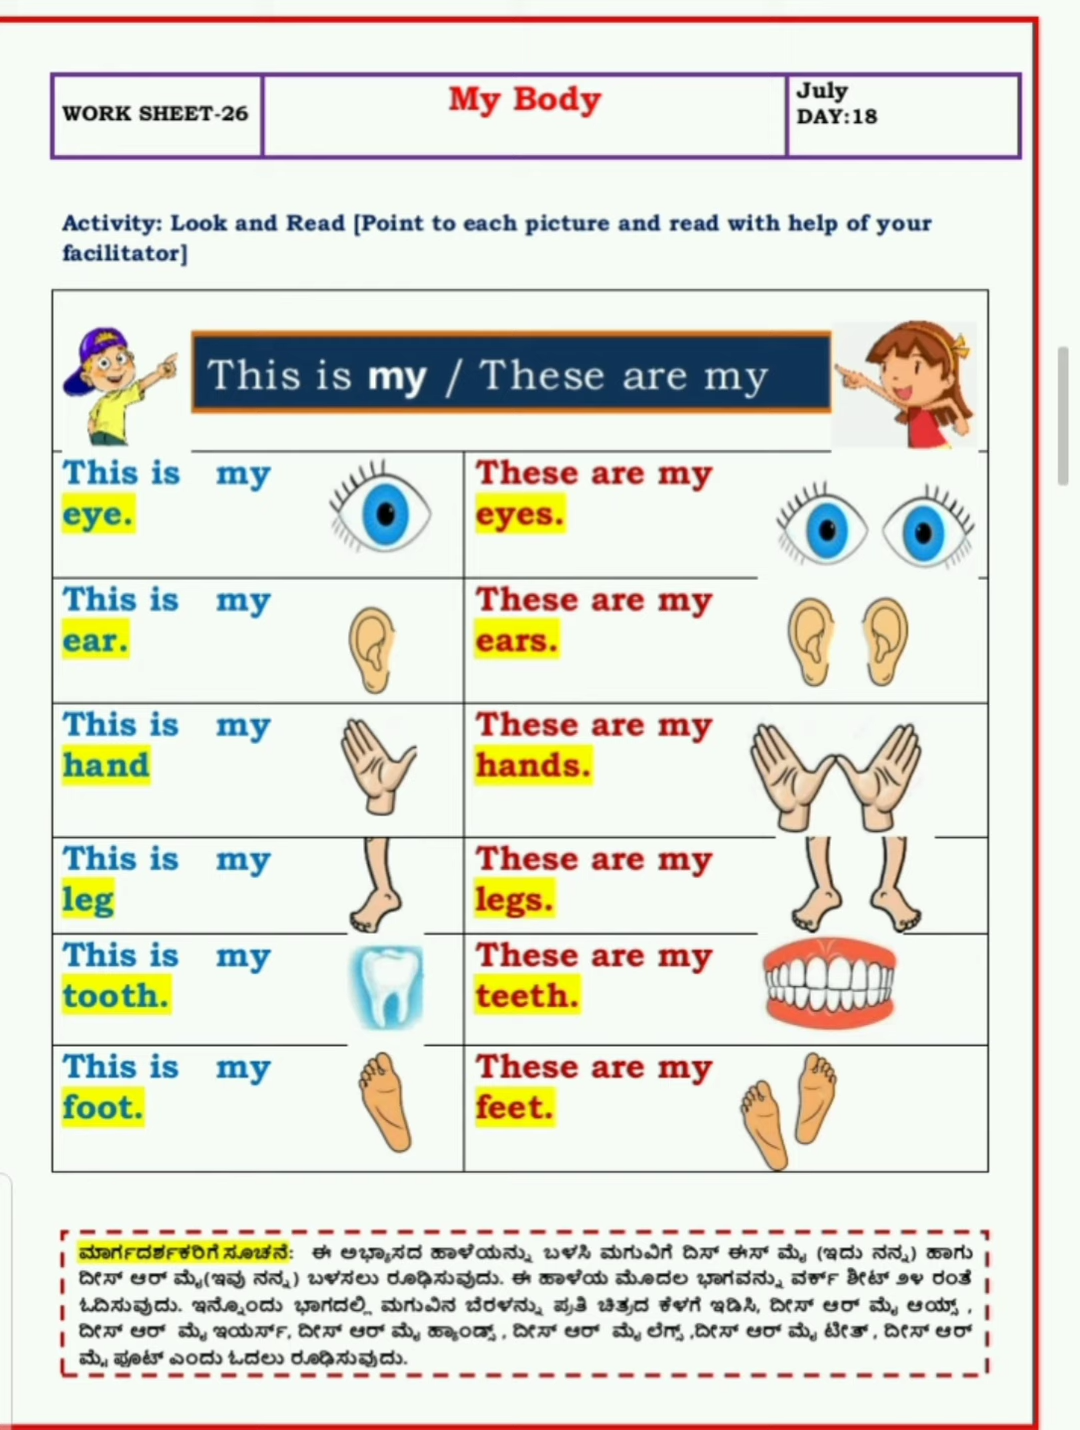 WORK SHEET-26
My Body
July
DAY:18
Activity: Look and Read [Point to each picture and read with help of your
facilitator]
This is my / These are my
This is my
eye.
These are my
eyes.
This is my
ear.
These are my
ears.
This is my
hand
These are my
hands.
This is my
leg
These are my
legs.
This is my
tooth.
These are my
teeth.
This is my
foot.
These are my
feet.
ಮಾರ್ಗದರ್ಶಕರಿಗೆ ಸೂಚನೆ: ಈ ಅಭ್ಯಾಸದ ಹಾಳೆಯನ್ನು ಬಳಸಿ ಮಗುವಿಗೆ ದಿಸ್ ಈಸ್ ಮೈ (ಇದು ನನ್ನ) ಹಾಗು
ದೀಸ್ ಆರ್ ಮೈ(ಇವು ನನ್ನ) ಬಳಸಲು ರೂಢಿಸುವುದು. ಈ ಹಾಳೆಯ ಮೊದಲ ಭಾಗವನ್ನು ವರ್ಕ್ ಶೀಟ್ ೨೪ ರಂತೆ
ಓದಿಸುವುದು. ಇನ್ನೊಂದು ಭಾಗದಲ್ಲಿ ಮಗುವಿನ ಬೆರಳನ್ನು ಪ್ರತಿ ಚಿತ್ರದ ಕೆಳಗೆ ಇಡಿಸಿ, ದೀಸ್ ಆರ್ ಮೈ ಆಯ್ಸ್ ,
ದೀಸ್ ಆರ್ ಮೈ ಇಯರ್ಸ್, ದೀಸ್ ಆರ್ ಮೈ ಹ್ಯಾಂಡ್ಸ್ , ದೀಸ್ ಆರ್ ಮೈ ಲೆಗ್ಸ್ ,ದೀಸ್ ಆರ್ ಮೈ ಟೀತ್ , ದೀಸ್ ಆರ್
ಮೈ ಫೂಟ್ ಎಂದು ಓದಲು ರೂಢಿಸುವುದು.